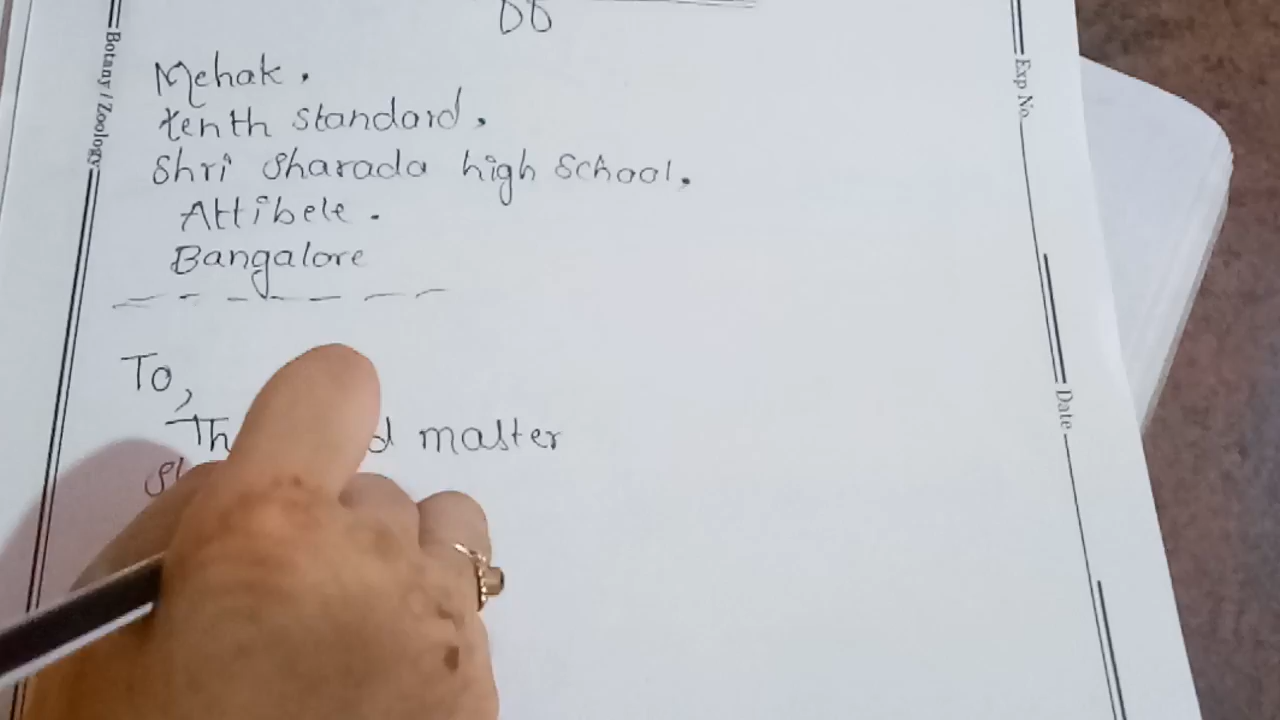 Mehak.
tenth standard,
Shri Sharada high School,
Attibele.
Bangalore
To,
master
Botany / Zoology
Exp No.
Date